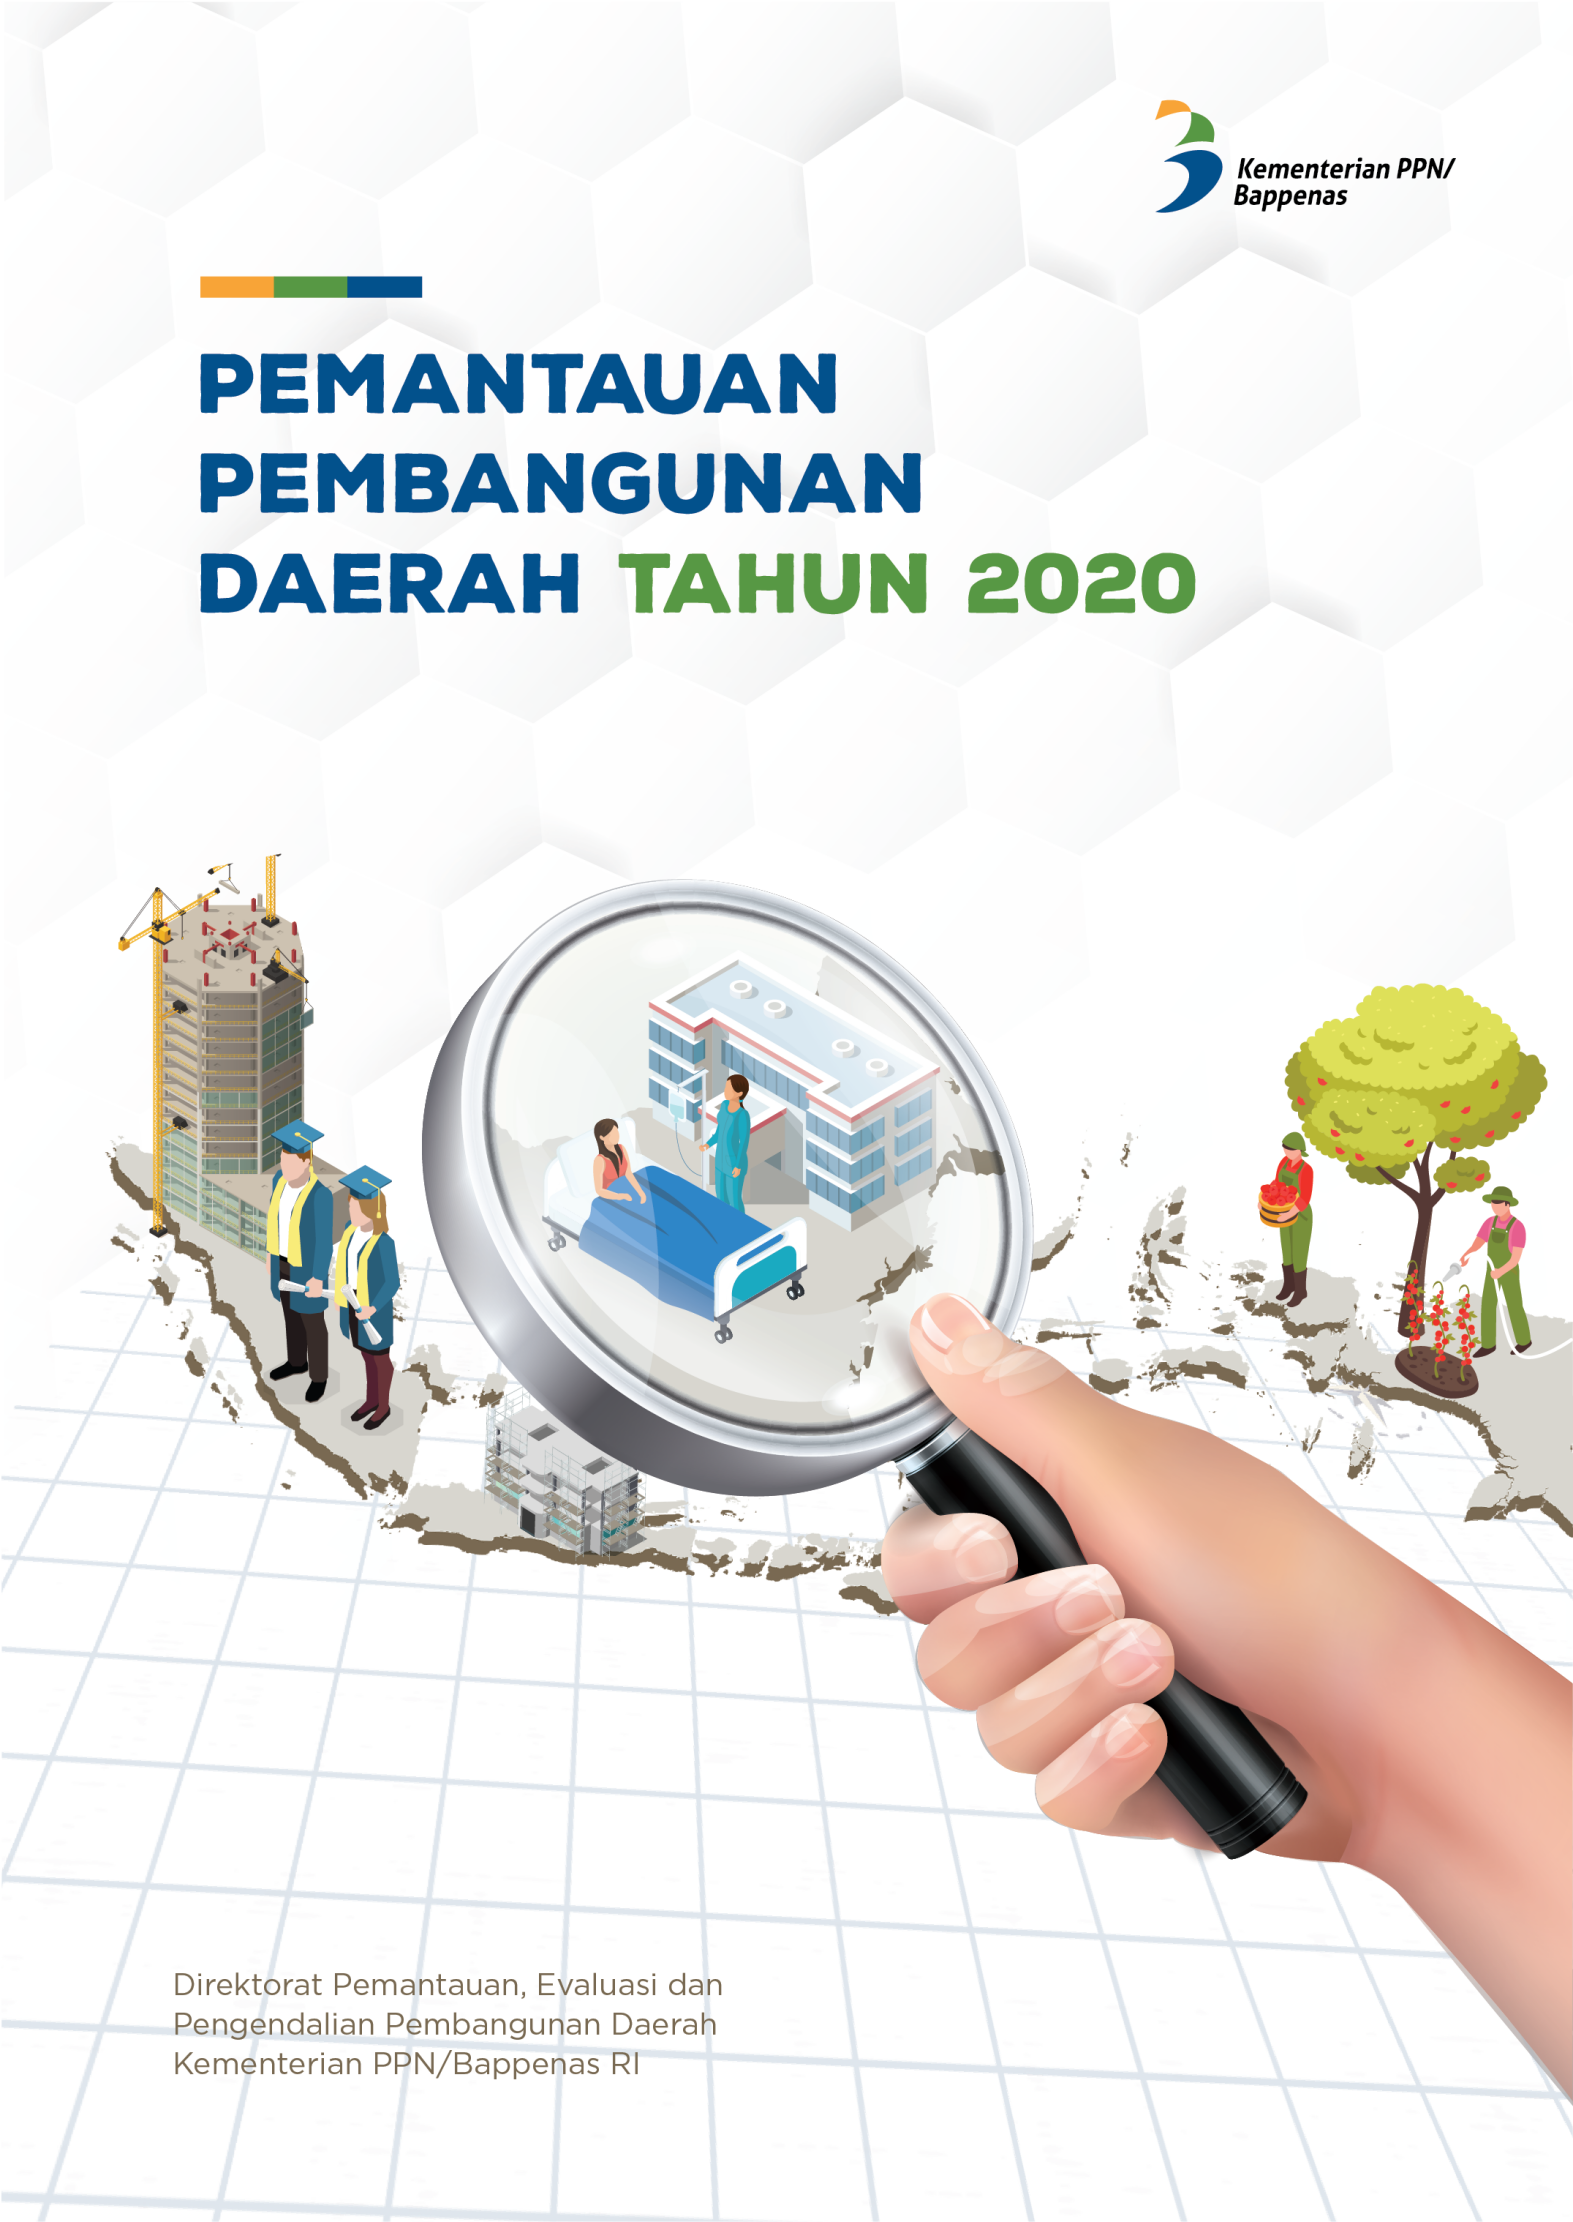 Kementerian PPN/
Bappenas
PEMANTAUAN
PEMBANGUNAN
DAERAH TAHUN 2020
Direktorat Pemantauan, Evaluasi dan
Pengendalian Pembangunan Daerah
Kementerian PPN/Bappenas RI